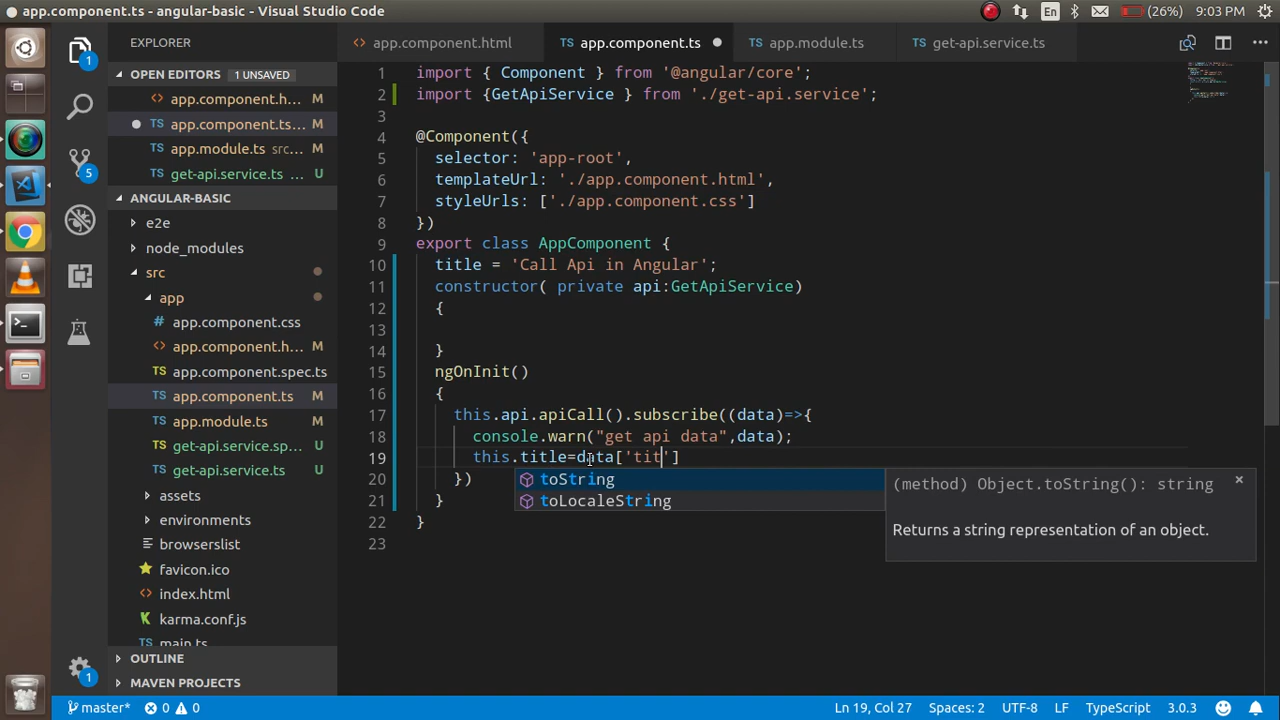 app.component.ts - angular-basic - Visual Studio Code
En
(26%)
9:03 PM
EXPLORER
OPEN EDITORS 1 UNSAVED
app.component.h... M
app.component.ts... M
app.module.ts src... M
get-api.service.ts U
ANGULAR-BASIC
e2e
node_modules
src
app
app.component.css
app.component.h... M
app.component.spec.ts
app.component.ts M
app.module.ts M
get-api.service.sp... U
get-api.service.ts U
assets
environments
browserslist
favicon.ico
index.html
karma.conf.js
main.ts
OUTLINE
MAVEN PROJECTS
1
5
1
app.component.html
app.component.ts
app.module.ts
get-api.service.ts
1 import { Component } from '@angular/core';
2 import {GetApiService } from './get-api.service';
3
4 @Component({
5 selector: 'app-root',
6 templateUrl: './app.component.html',
7 styleUrls: ['./app.component.css']
8 })
9 export class AppComponent {
10 title = 'Call Api in Angular';
11 constructor( private api:GetApiService)
12 {
13
14 }
15 ngOnInit()
16 {
17 this.api.apiCall().subscribe((data)=>{
18 console.warn("get api data",data);
19 this.title=data['tit']
20 })
21 }
22 }
23
toString
toLocaleString
(method) Object.toString(): string
Returns a string representation of an object.
master* 0 0
Ln 19, Col 27
Spaces: 2
UTF-8
LF
TypeScript
3.0.3